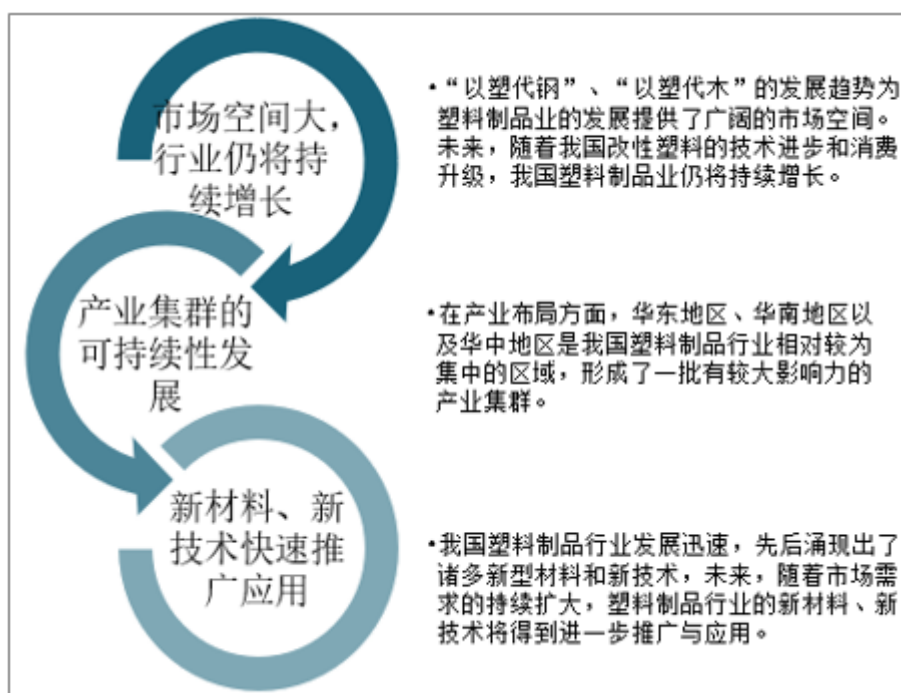 市场空间大，
行业仍将持
续增长
•“以塑代钢”、“以塑代木”的发展趋势为
塑料制品业的发展提供了广阔的市场空间。
未来，随着我国改性塑料的技术进步和消费
升级，我国塑料制品业仍将持续增长。
产业集群的
可持续性发
展
•在产业布局方面，华东地区、华南地区以
及华中地区是我国塑料制品行业相对较为
集中的区域，形成了一批有较大影响力的
产业集群。
新材料、新
技术快速推
广应用
•我国塑料制品行业发展迅速，先后涌现出了
诸多新型材料和新技术，未来，随着市场需
求的持续扩大，塑料制品行业的新材料、新
技术将得到进一步推广与应用。